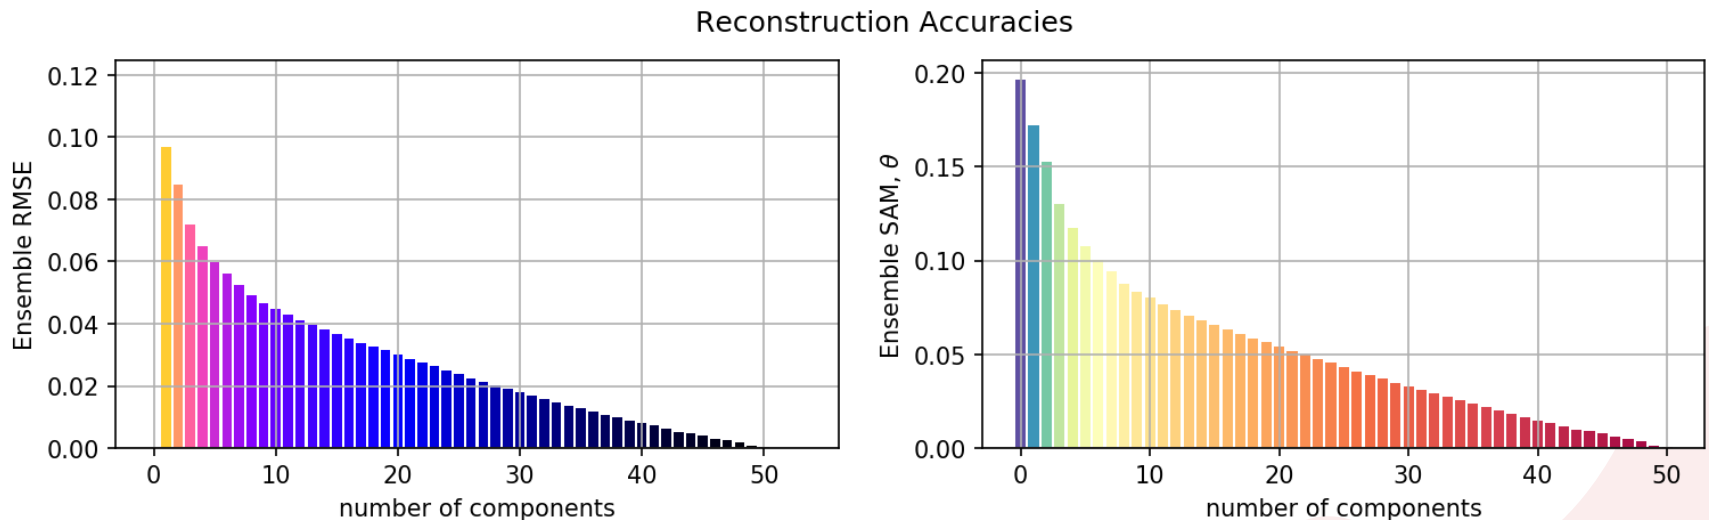 Reconstruction Accuracies
Ensemble RMSE
0.12
0.10
0.08
0.06
0.04
0.02
0.00
0 10 20 30 40 50
number of components
Ensemble SAM, θ
0.20
0.15
0.10
0.05
0.00
0 10 20 30 40 50
number of components